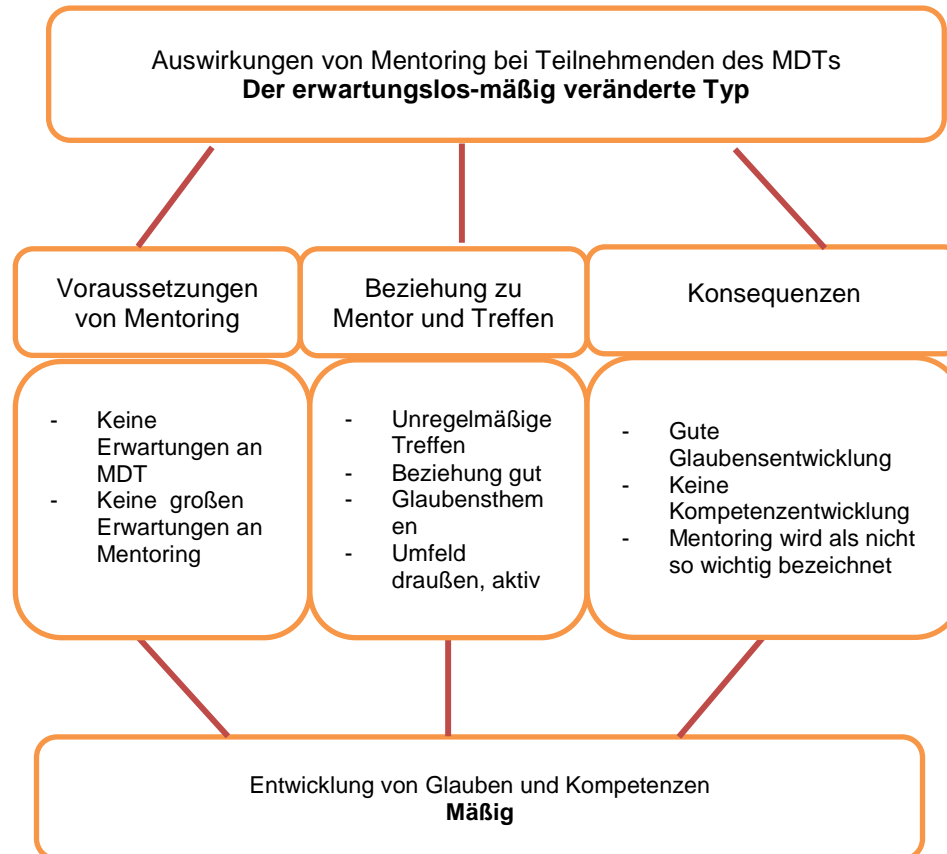 Auswirkungen von Mentoring bei Teilnehmenden des MDTs
Der erwartungslos-mäßig veränderte Typ
Voraussetzungen
von Mentoring
Beziehung zu
Mentor und Treffen
Konsequenzen
- Keine
Erwartungen an
MDT
- Keine großen
Erwartungen an
Mentoring
- Unregelmäßige
Treffen
- Beziehung gut
- Glaubensthem
en
- Umfeld
draußen, aktiv
- Gute
Glaubensentwicklung
- Keine
Kompetenzentwicklung
- Mentoring wird als nicht
so wichtig bezeichnet
Entwicklung von Glauben und Kompetenzen
Mäßig